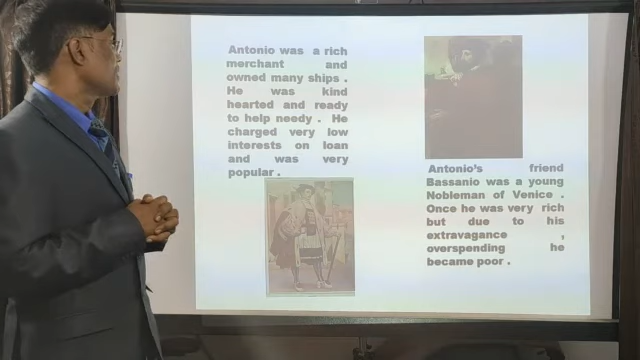 Antonio was a rich
merchant and
owned many ships .
He was kind
hearted and ready
to help needy . He
charged very low
interests on loan
and was very
popular .
Antonio's friend
Bassanio was a young
Nobleman of Venice .
Once he was very rich
but due to his
extravagance ,
overspending he
became poor .